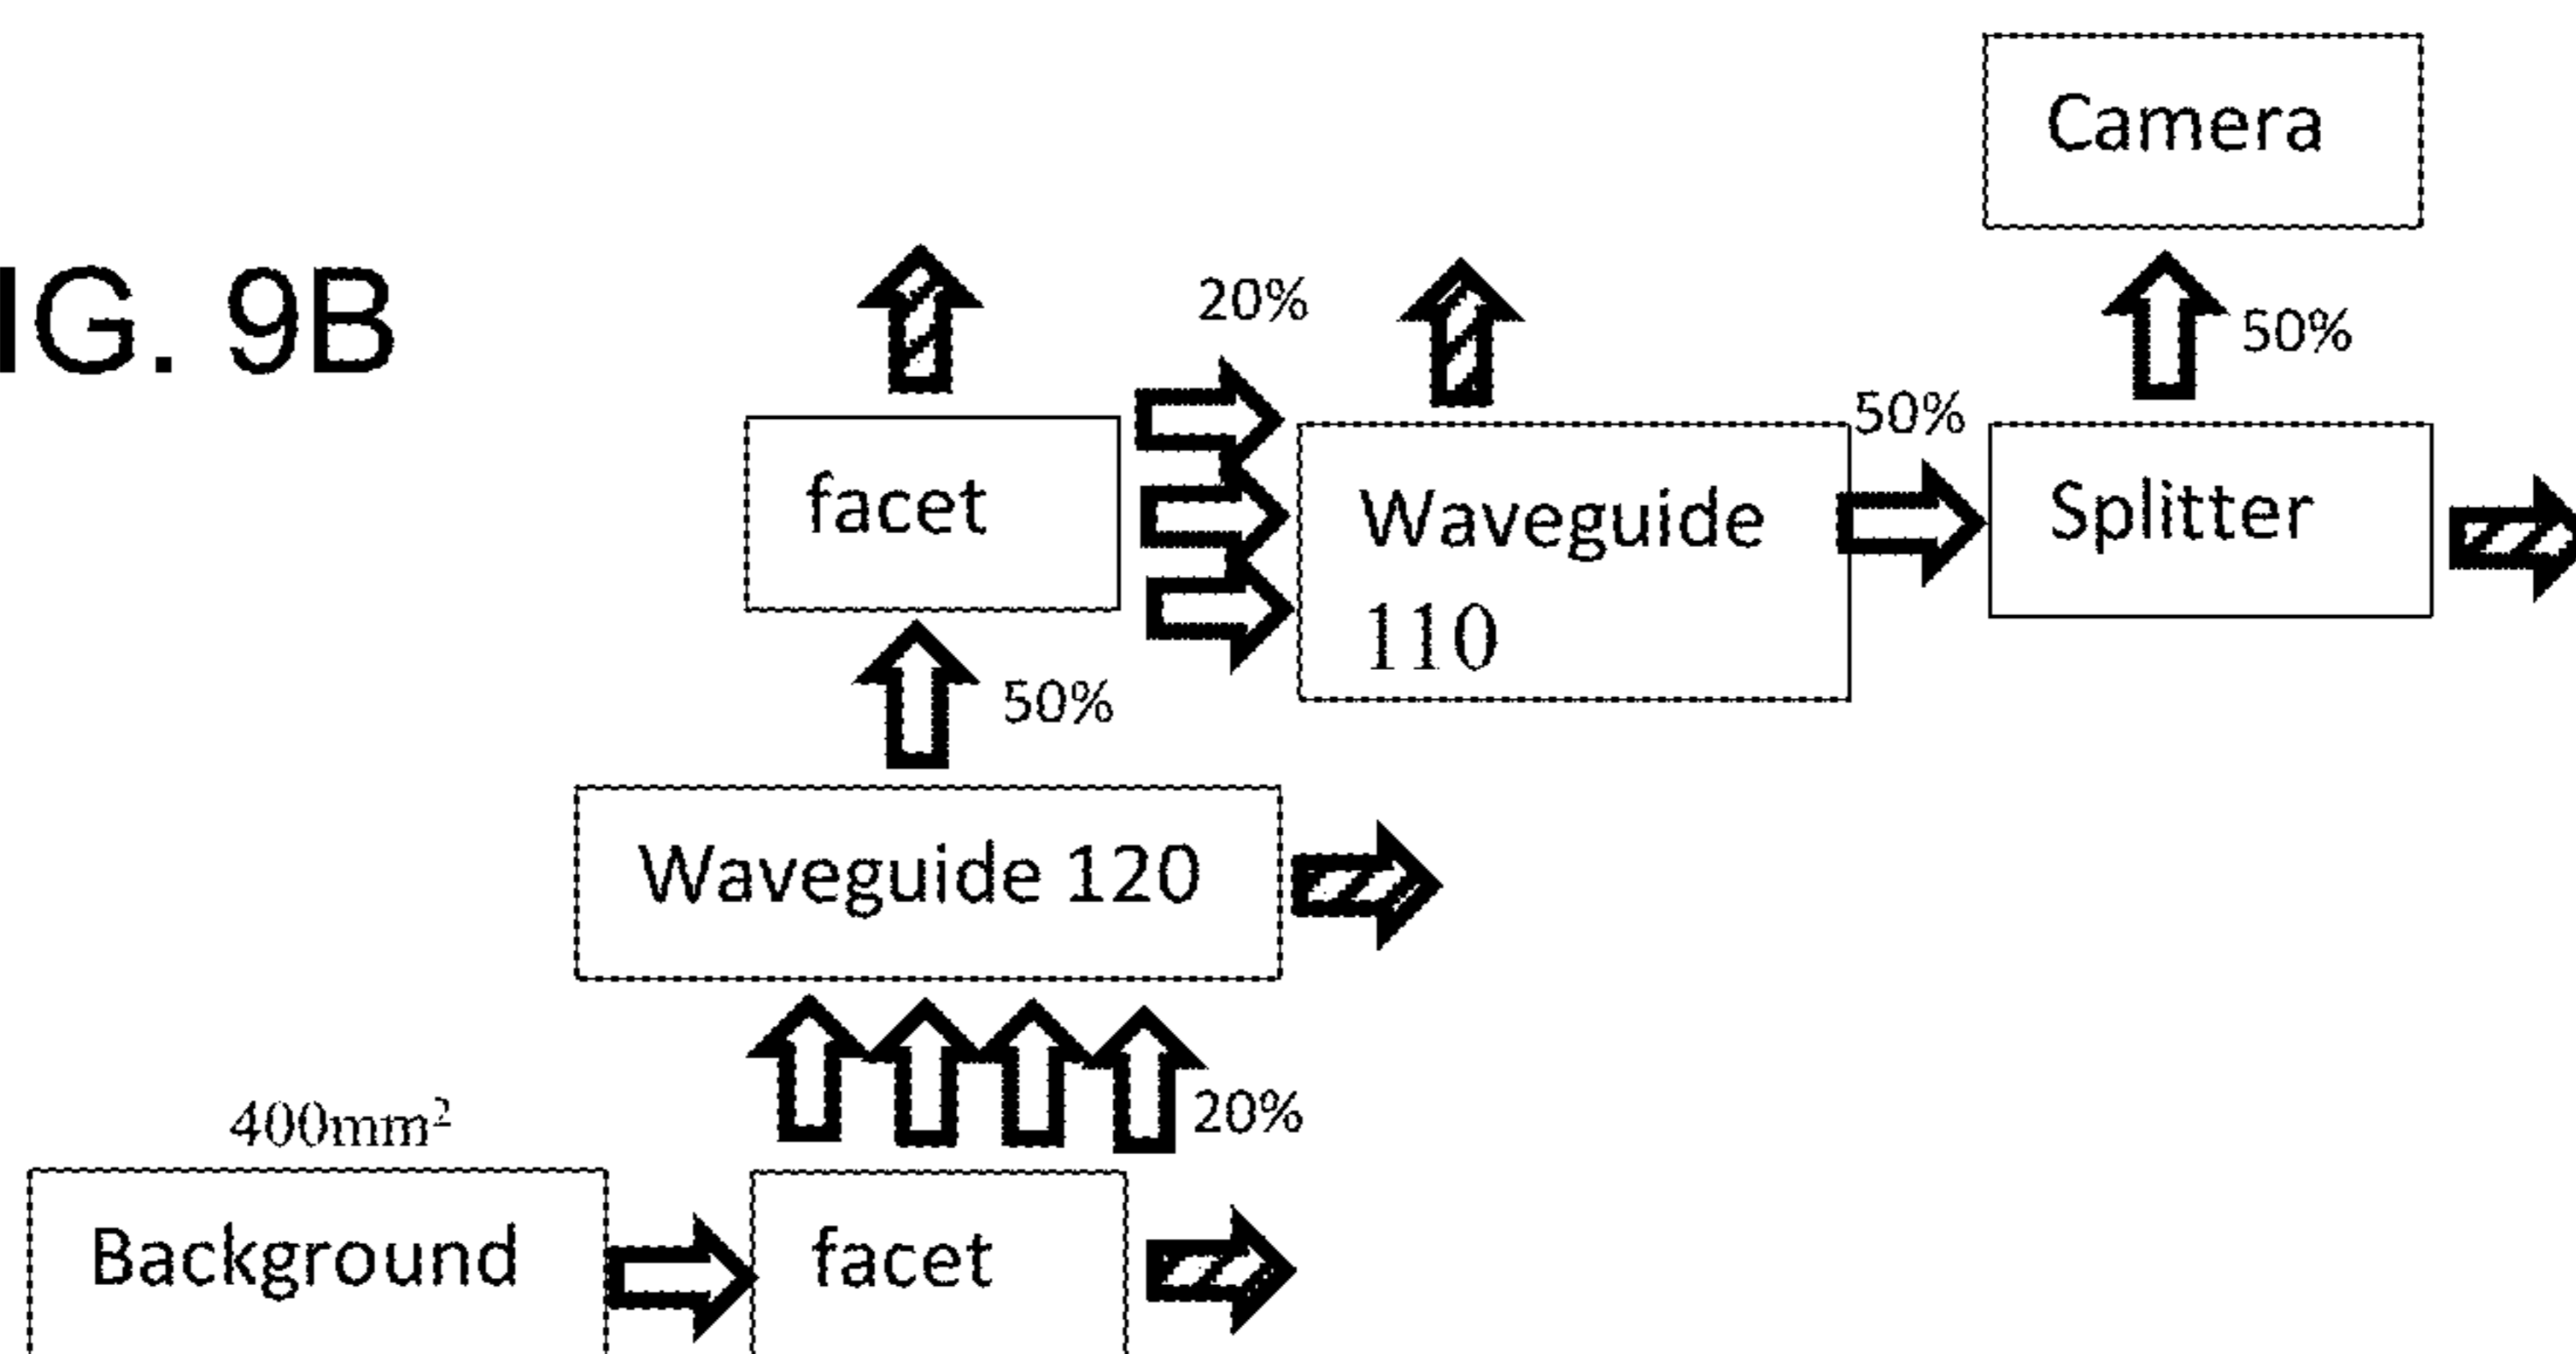 Camera
IG. 9B
20%
50%
50%
facet
Waveguide
110
Splitter
50%
Waveguide 120
20%
400mm²
Background
facet